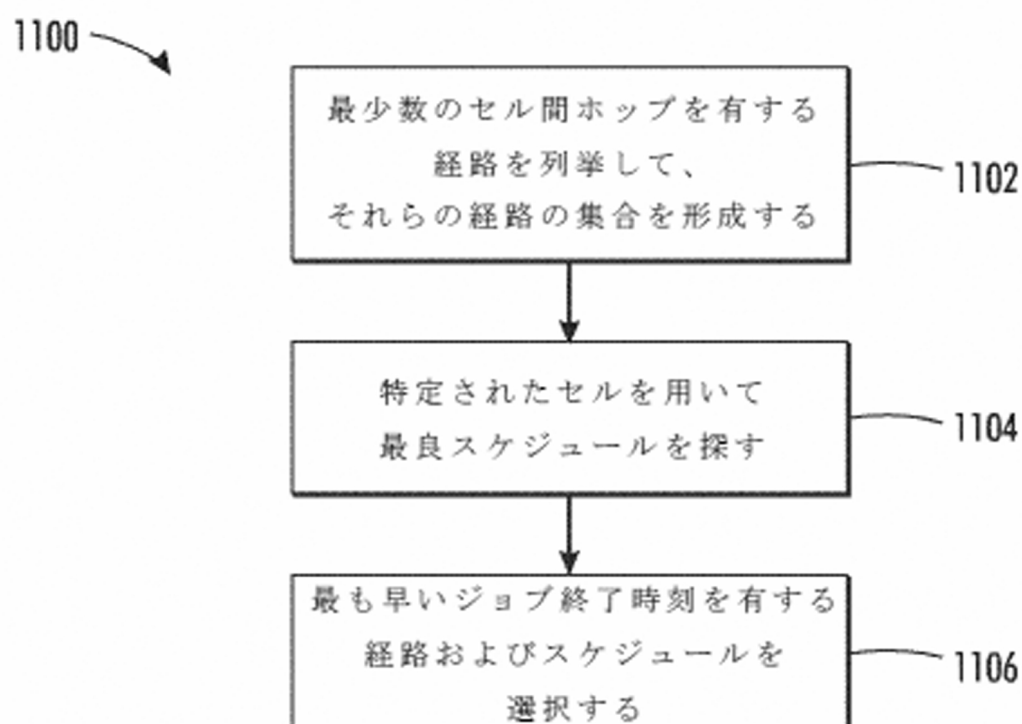 1100
最少数のセル間ホップを有する
経路を列挙して、
それらの経路の集合を形成する
1102
特定されたセルを用いて
最良スケジュールを探す
1104
最も早いジョブ終了時刻を有する
経路およびスケジュールを
選択する
1106